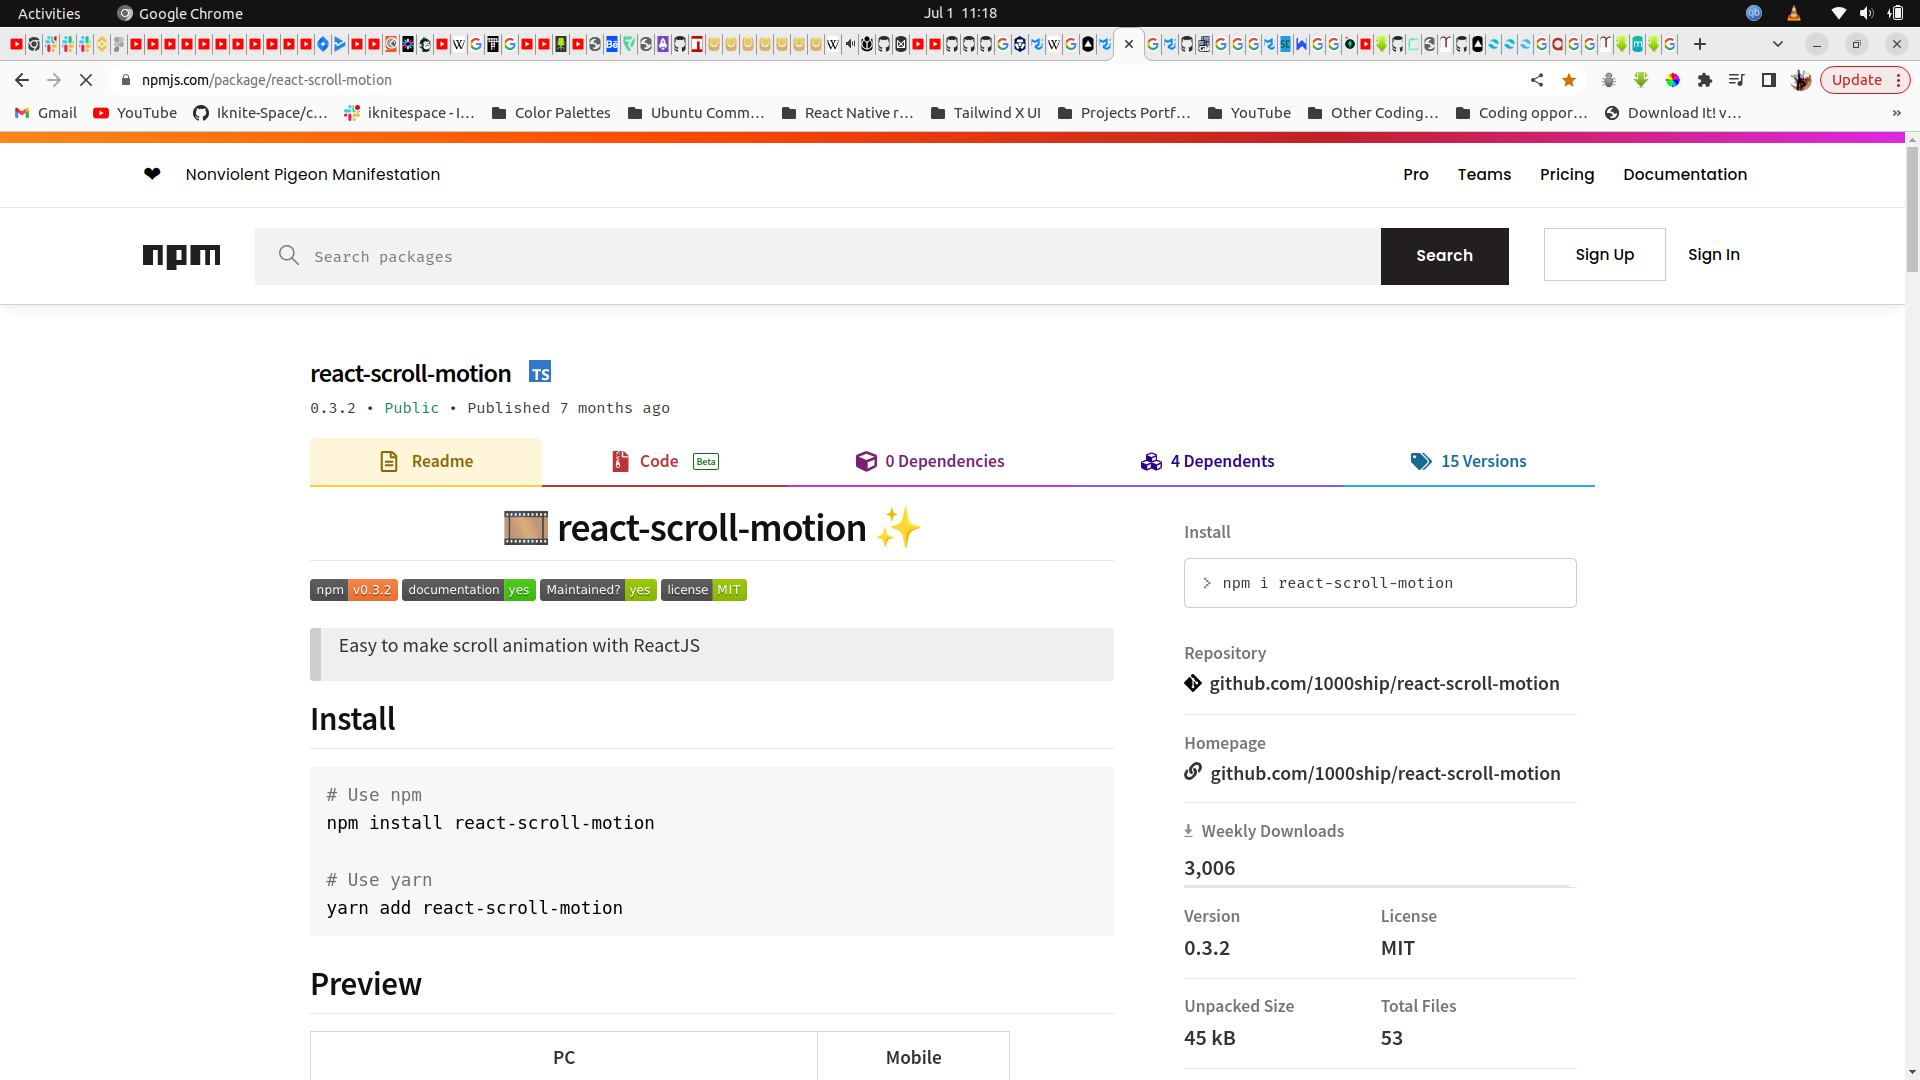 Activities
Google Chrome
Jul 1 11:18
npmjs.com/package/react-scroll-motion
Update
Gmail
YouTube
Iknite-Space/c...
iknitespace - I...
Color Palettes
Ubuntu Comm...
React Native r...
Tailwind X UI
Projects Portf...
YouTube
Other Coding...
Coding oppor...
Download It! v...
»
❤ Nonviolent Pigeon Manifestation
Pro
Teams
Pricing
Documentation
npm
Search packages
Search
Sign Up
Sign In
react-scroll-motion TS
0.3.2 • Public • Published 7 months ago
Readme
Code Beta
0 Dependencies
4 Dependents
15 Versions
🎞️ react-scroll-motion ✨
npm v0.3.2 documentation yes Maintained? yes license MIT
Easy to make scroll animation with ReactJS
Install
# Use npm
npm install react-scroll-motion
# Use yarn
yarn add react-scroll-motion
Preview
PC
Mobile
Install
> npm i react-scroll-motion
Repository
github.com/1000ship/react-scroll-motion
Homepage
github.com/1000ship/react-scroll-motion
Weekly Downloads
3,006
Version
License
0.3.2
MIT
Unpacked Size
Total Files
45 kB
53